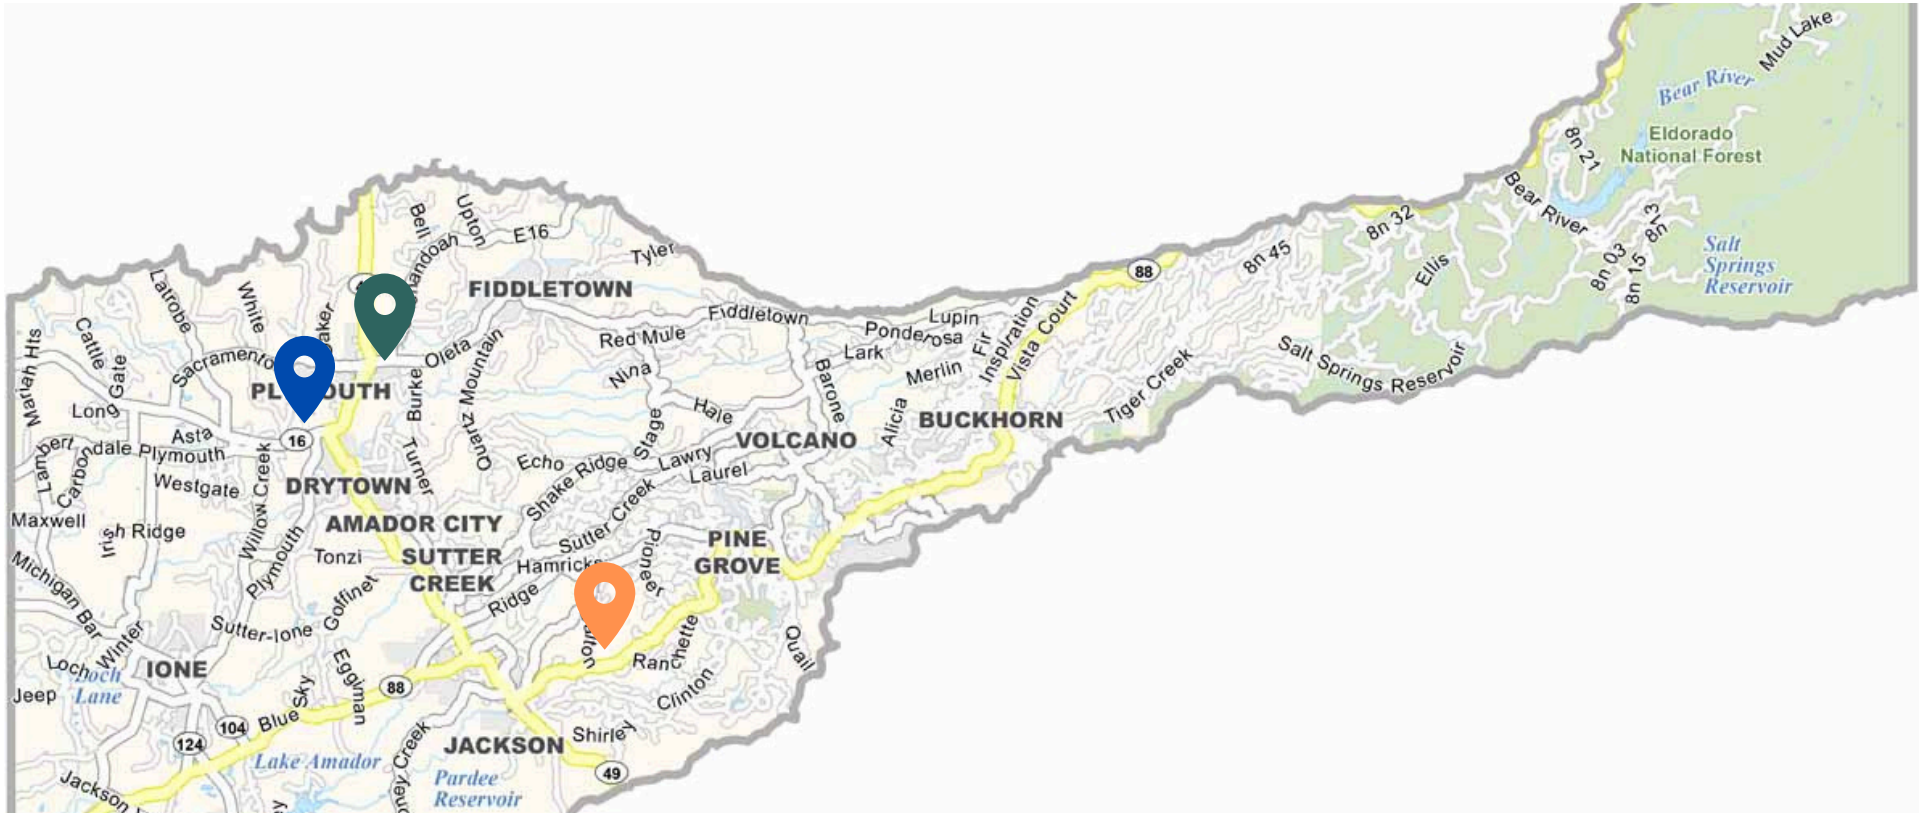 Mud Lake
Bear River
Eldorado
National Forest
8n 21
Bear River
8n 32
8n 45
8n 03
8n 15
Ellis
Salt
Springs
Reservoir
Salt Springs Reservoir
88
Tiger Creek
Vista Court
Inspiration
Fir
Lupin
Ponderosa
Lark
Merlin
Alicia
BUCKHORN
Barone
VOLCANO
Fiddletown
Red Mule
Nina
Hale
Stage
Tyler
E16
Upton
Bell
FIDDLETOWN
Oleta
Quartz Mountain
Burke
Turner
Latrobe
White
Cattle
Gate
Mariah Hts
Sacramento
Long
Asta
Plymouth
16
Lambert
Carbon
Westgate
Willow Creek
Maxwell
Irish Ridge
DRYTOWN
AMADOR CITY
SUTTER
CREEK
Echo
Shake Ridge
Lawry
Laurel
Sutter Creek
Pioneer
Hamricks
Ridge
PINE
GROVE
Tonzi
Goffinet
Plymouth
Michigan Bar
Winter
Sutter-Ione
IONE
Loch
Loch
Lane
Jeep
Sky
Eggiman
88
Blue
104
124
Lake Amador
Jackson
JACKSON
Pardee
Reservoir
Shirley
49
Ranchette
Clinton
Quail